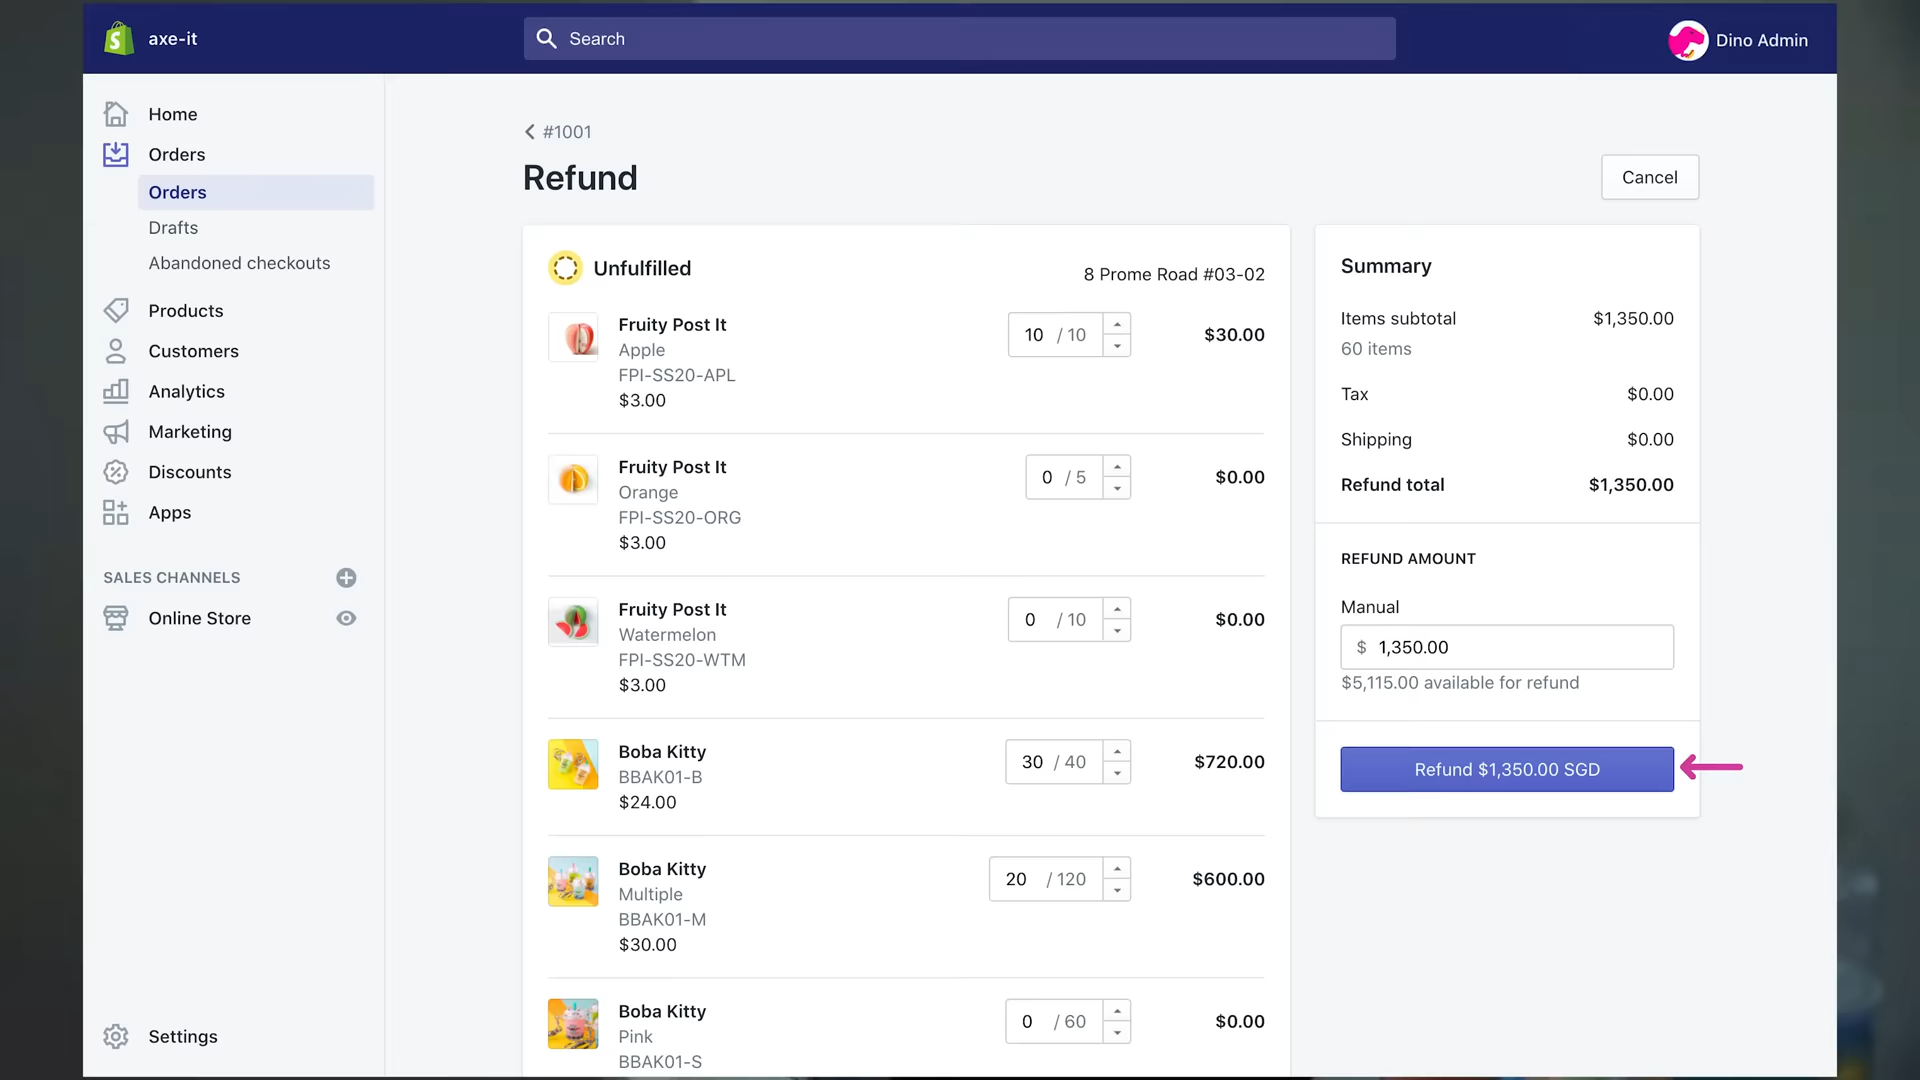 axe-it
Search
Dino Admin
Home
Orders
Orders
Drafts
Abandoned checkouts
Products
Customers
Analytics
Marketing
Discounts
Apps
SALES CHANNELS
Online Store
Settings
#1001
Refund
Cancel
Unfulfilled
8 Prome Road #03-02
Fruity Post It
Apple
FPI-SS20-APL
$3.00
10 / 10
$30.00
Fruity Post It
Orange
FPI-SS20-ORG
$3.00
0 / 5
$0.00
Fruity Post It
Watermelon
FPI-SS20-WTM
$3.00
0 / 10
$0.00
Boba Kitty
BBAK01-B
$24.00
30 / 40
$720.00
Boba Kitty
Multiple
BBAK01-M
$30.00
20 / 120
$600.00
Boba Kitty
Pink
BBAK01-S
0 / 60
$0.00
Summary
Items subtotal $1,350.00
60 items
Tax $0.00
Shipping $0.00
Refund total $1,350.00
REFUND AMOUNT
Manual
$ 1,350.00
$5,115.00 available for refund
Refund $1,350.00 SGD